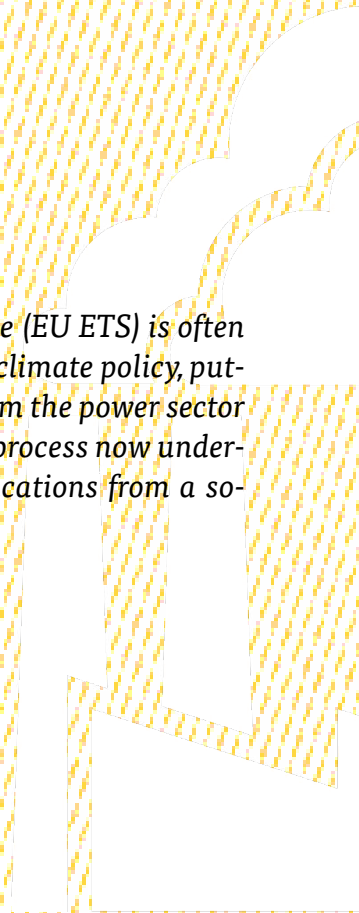 e (EU ETS) is often
climate policy, put-
m the power sector
process now under-
cations from a so-